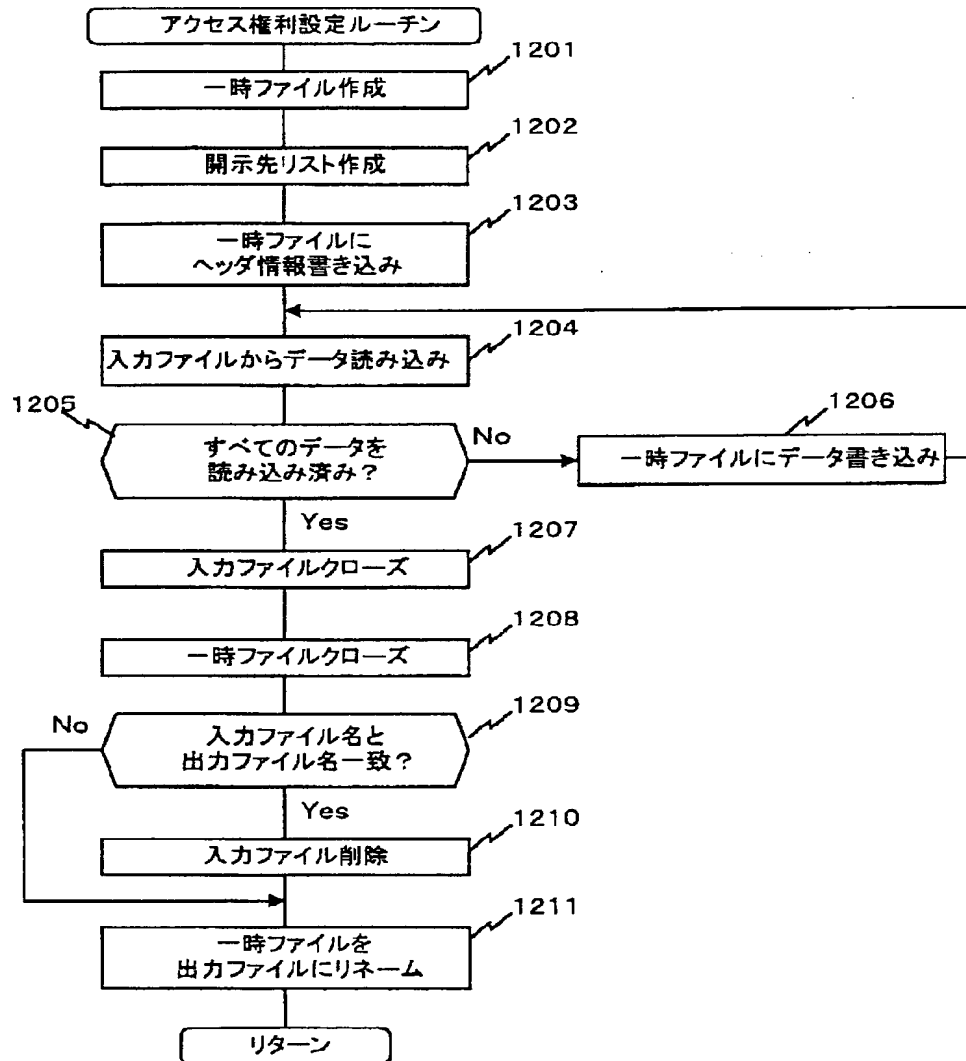 アクセス権利設定ルーチン
1201
一時ファイル作成
1202
開示先リスト作成
1203
一時ファイルに
ヘッダ情報書き込み
1204
入力ファイルからデータ読み込み
1205
すべてのデータを
読み込み済み？
No
1206
一時ファイルにデータ書き込み
Yes
1207
入力ファイルクローズ
1208
一時ファイルクローズ
1209
No
入力ファイル名と
出力ファイル名一致？
Yes
1210
入力ファイル削除
1211
一時ファイルを
出力ファイルにリネーム
リターン